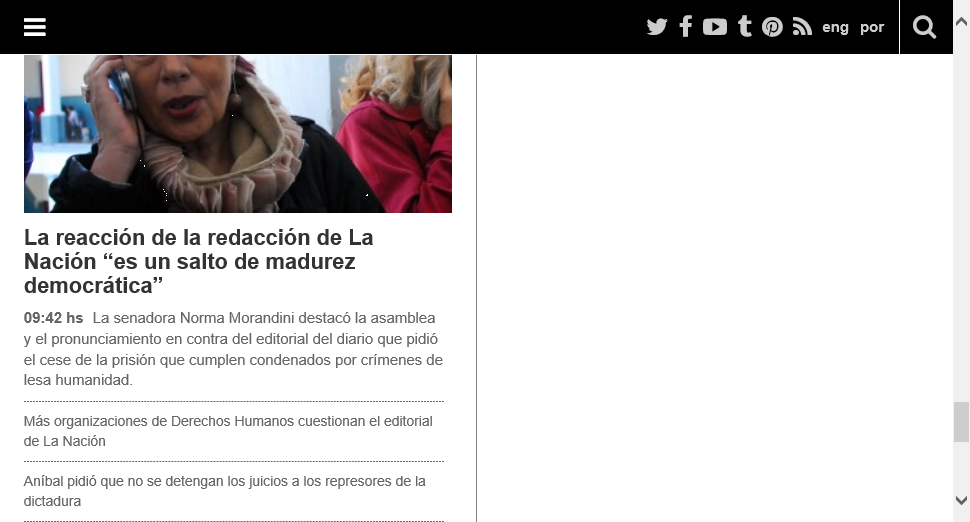 eng por
La reacción de la redacción de La
Nación “es un salto de madurez
democrática”
09:42 hs La senadora Norma Morandini destacó la asamblea
y el pronunciamiento en contra del editorial del diario que pidió
el cese de la prisión que cumplen condenados por crímenes de
lesa humanidad.
Más organizaciones de Derechos Humanos cuestionan el editorial
de La Nación
Aníbal pidió que no se detengan los juicios a los represores de la
dictadura